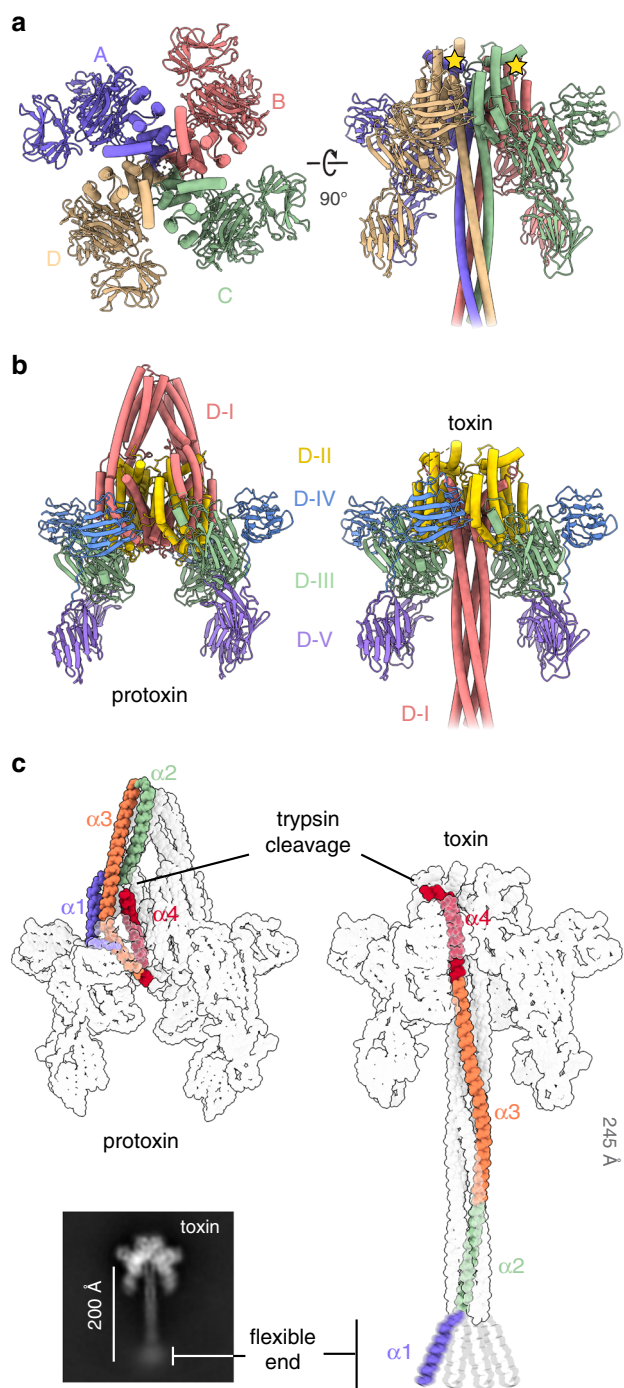 a
A
B
C
D
90°
b
D-I
D-II
D-IV
D-III
D-V
protoxin
toxin
D-I
c
α2
α3
α1
α4
trypsin
cleavage
protoxin
toxin
α4
α3
245 Å
α2
α1
toxin
200 Å
flexible
end